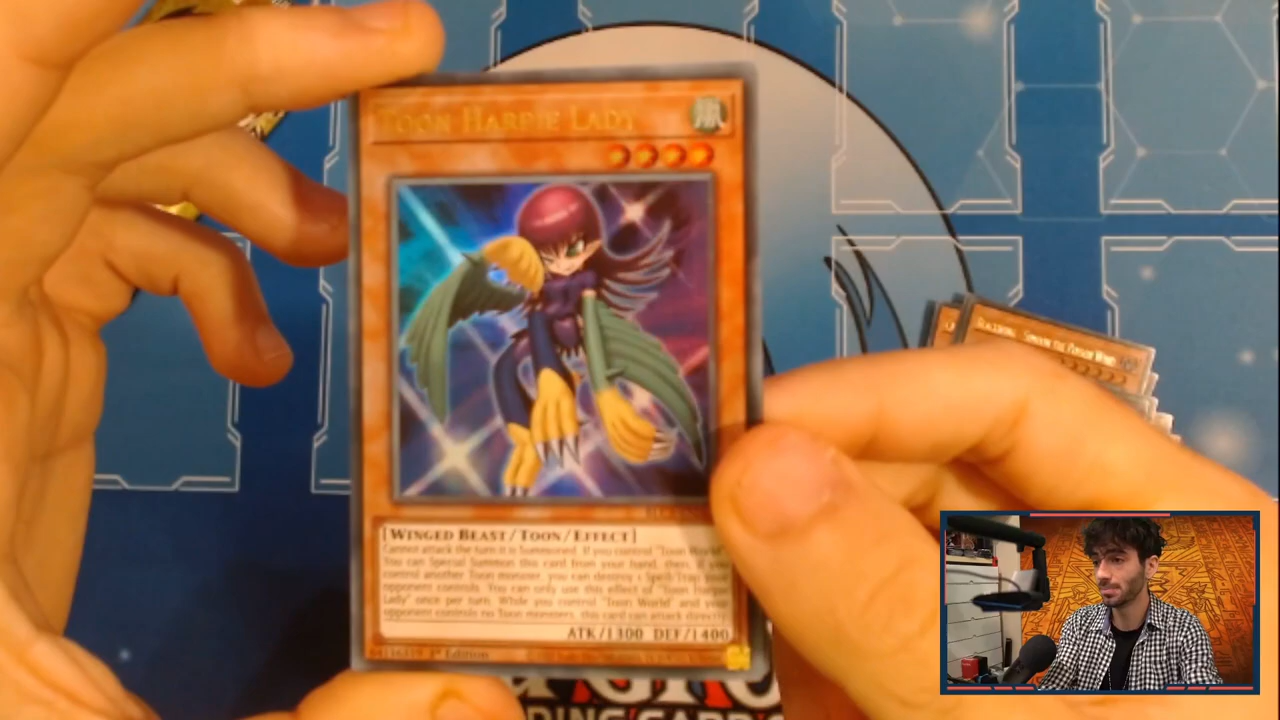 TOON HARPIE LADY
[WINGED BEAST/TOON/EFFECT]
Cannot attack the turn it is Summoned. If you control "Toon World":
You can Special Summon this card from your hand, then, if you
control another Toon monster, you can destroy 1 Spell/Trap your
opponent controls. You can only use this effect of "Toon Harpie
Lady" once per turn. While you control "Toon World" and your
opponent controls no Toon monsters, this card can attack directly.
ATK/1300 DEF/1400
1st Edition